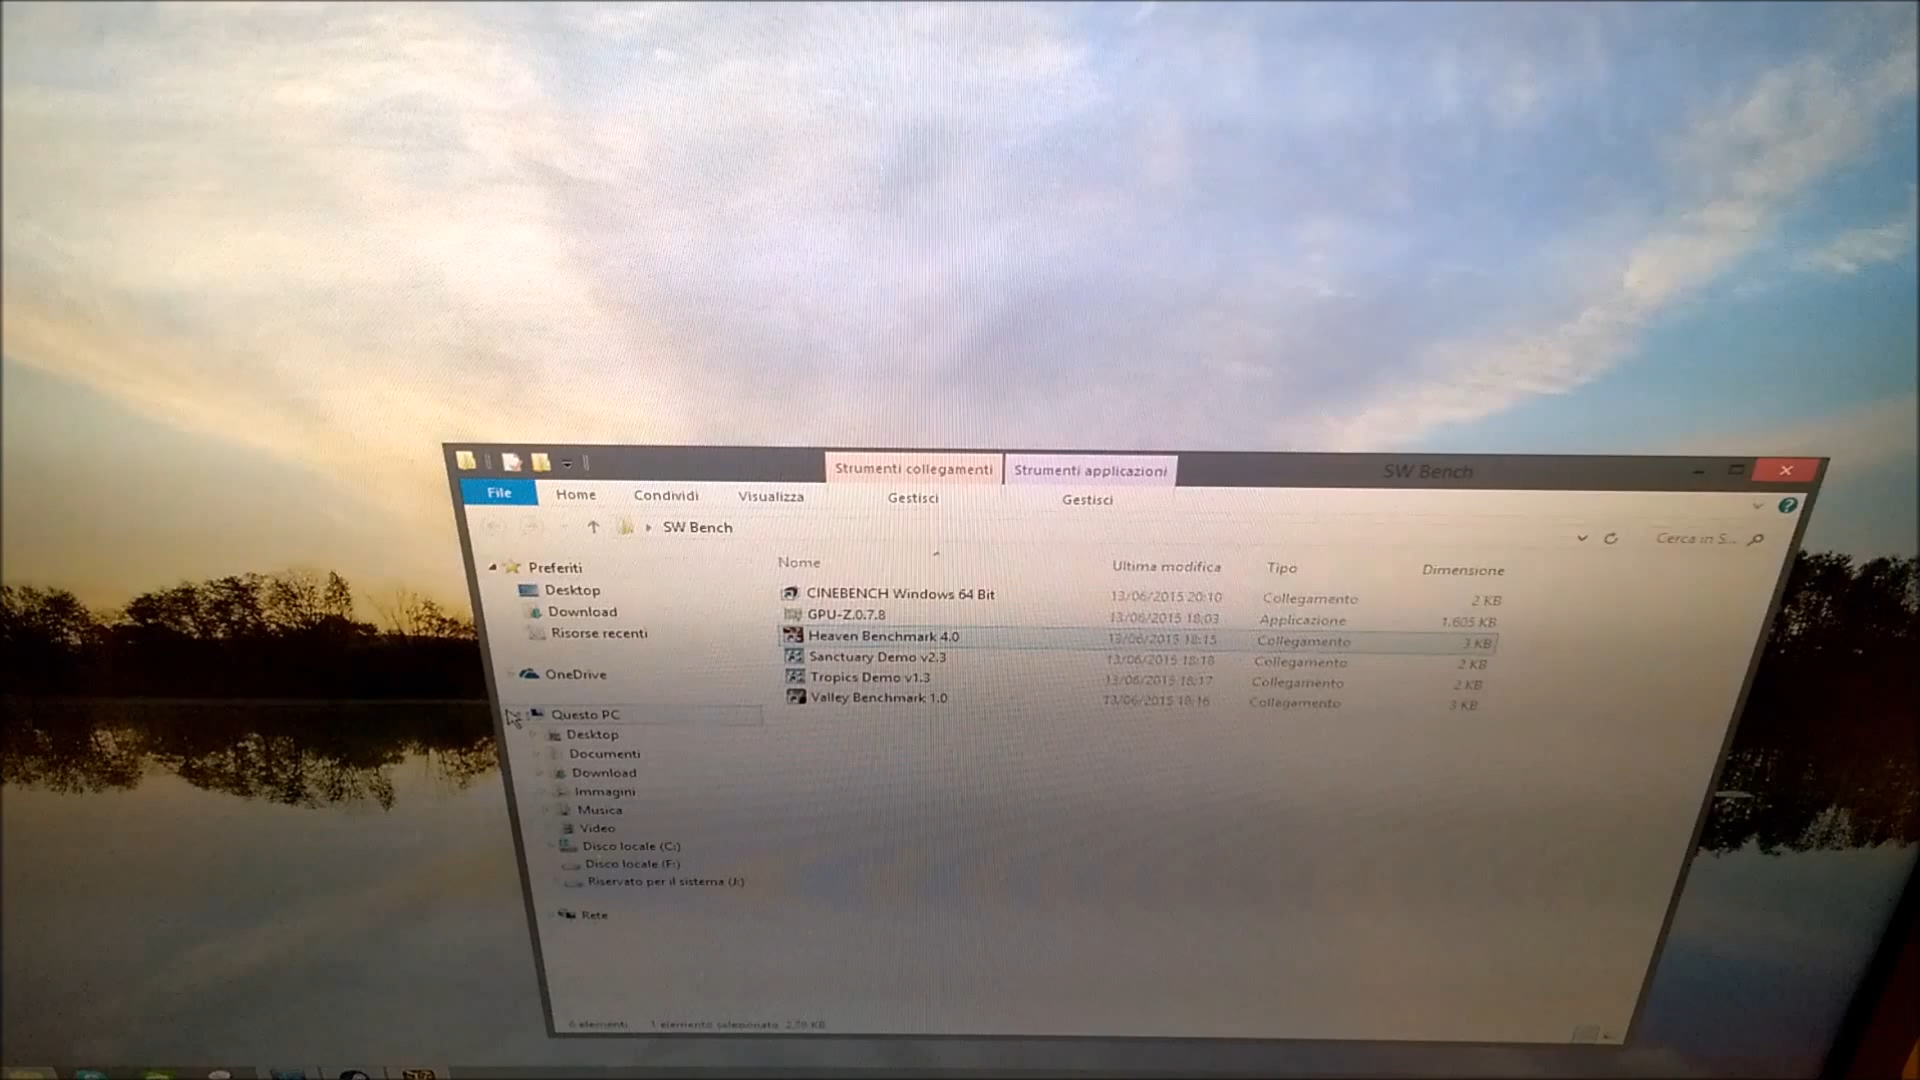 Strumenti collegamenti Strumenti applicazioni SW Bench
File Home Condividi Visualizza Gestisci Gestisci
SW Bench Cerca in S...
Nome Ultima modifica Tipo Dimensione
CINEBENCH Windows 64 Bit 13/06/2015 20:10 Collegamento 2 KB
GPU-Z.0.7.8 13/06/2015 18:03 Applicazione 1.605 KB
Heaven Benchmark 4.0 13/06/2015 18:15 Collegamento 3 KB
Sanctuary Demo v2.3 13/06/2015 18:18 Collegamento 2 KB
Tropics Demo v1.3 13/06/2015 18:17 Collegamento 2 KB
Valley Benchmark 1.0 13/06/2015 18:16 Collegamento 3 KB
Preferiti
Desktop
Download
Risorse recenti
OneDrive
Questo PC
Desktop
Documenti
Download
Immagini
Musica
Video
Disco locale (C:)
Disco locale (F:)
Riservato per il sistema (J:)
Rete
6 elementi 1 elemento selezionato